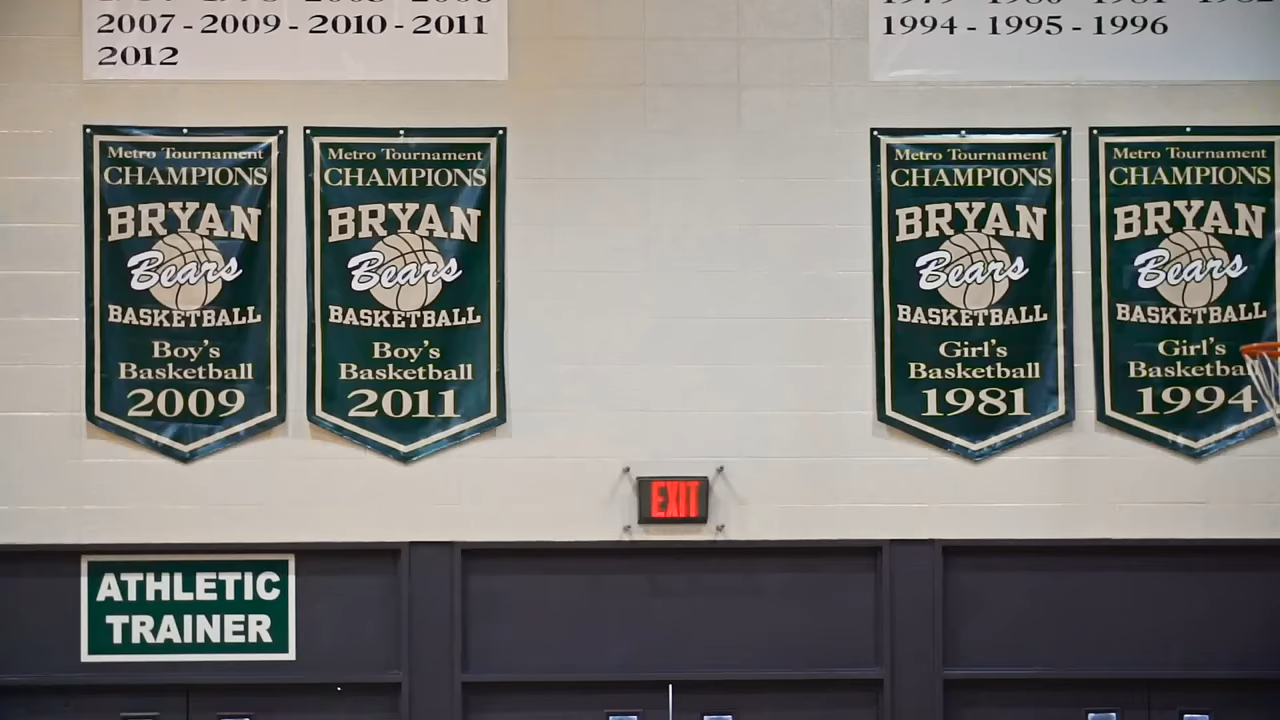 2007 - 2009 - 2010 - 2011
2012
1994 - 1995 - 1996
Metro Tournament
CHAMPIONS
BRYAN
Bears
BASKETBALL
Boy's
Basketball
2009
Metro Tournament
CHAMPIONS
BRYAN
Bears
BASKETBALL
Boy's
Basketball
2011
Metro Tournament
CHAMPIONS
BRYAN
Bears
BASKETBALL
Girl's
Basketball
1981
Metro Tournament
CHAMPIONS
BRYAN
Bears
BASKETBALL
Girl's
Basketball
1994
EXIT
ATHLETIC
TRAINER